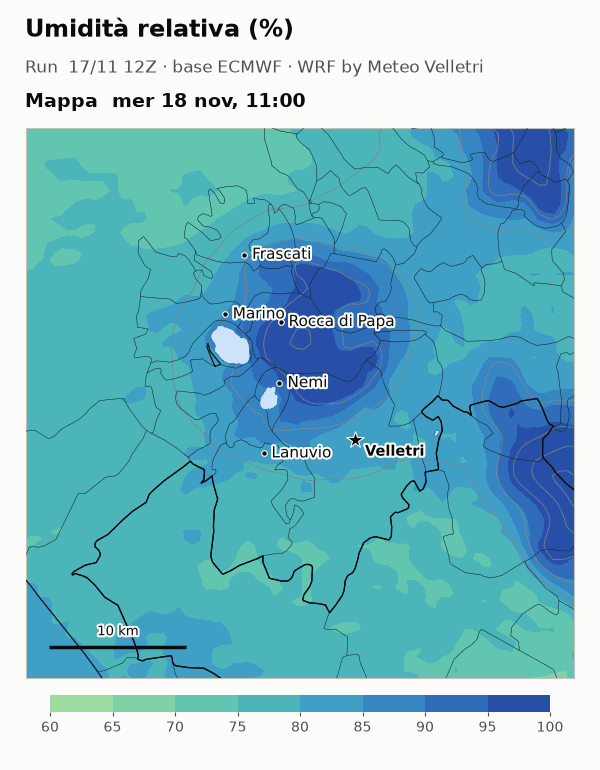 Umidità relativa (%)
Run  17/11 12Z · base ECMWF · WRF by Meteo Velletri
Mappa  mer 18 nov, 11:00
Frascati
Marino
Rocca di Papa
Nemi
Velletri
Lanuvio
10 km
60 65 70 75 80 85 90 95 100